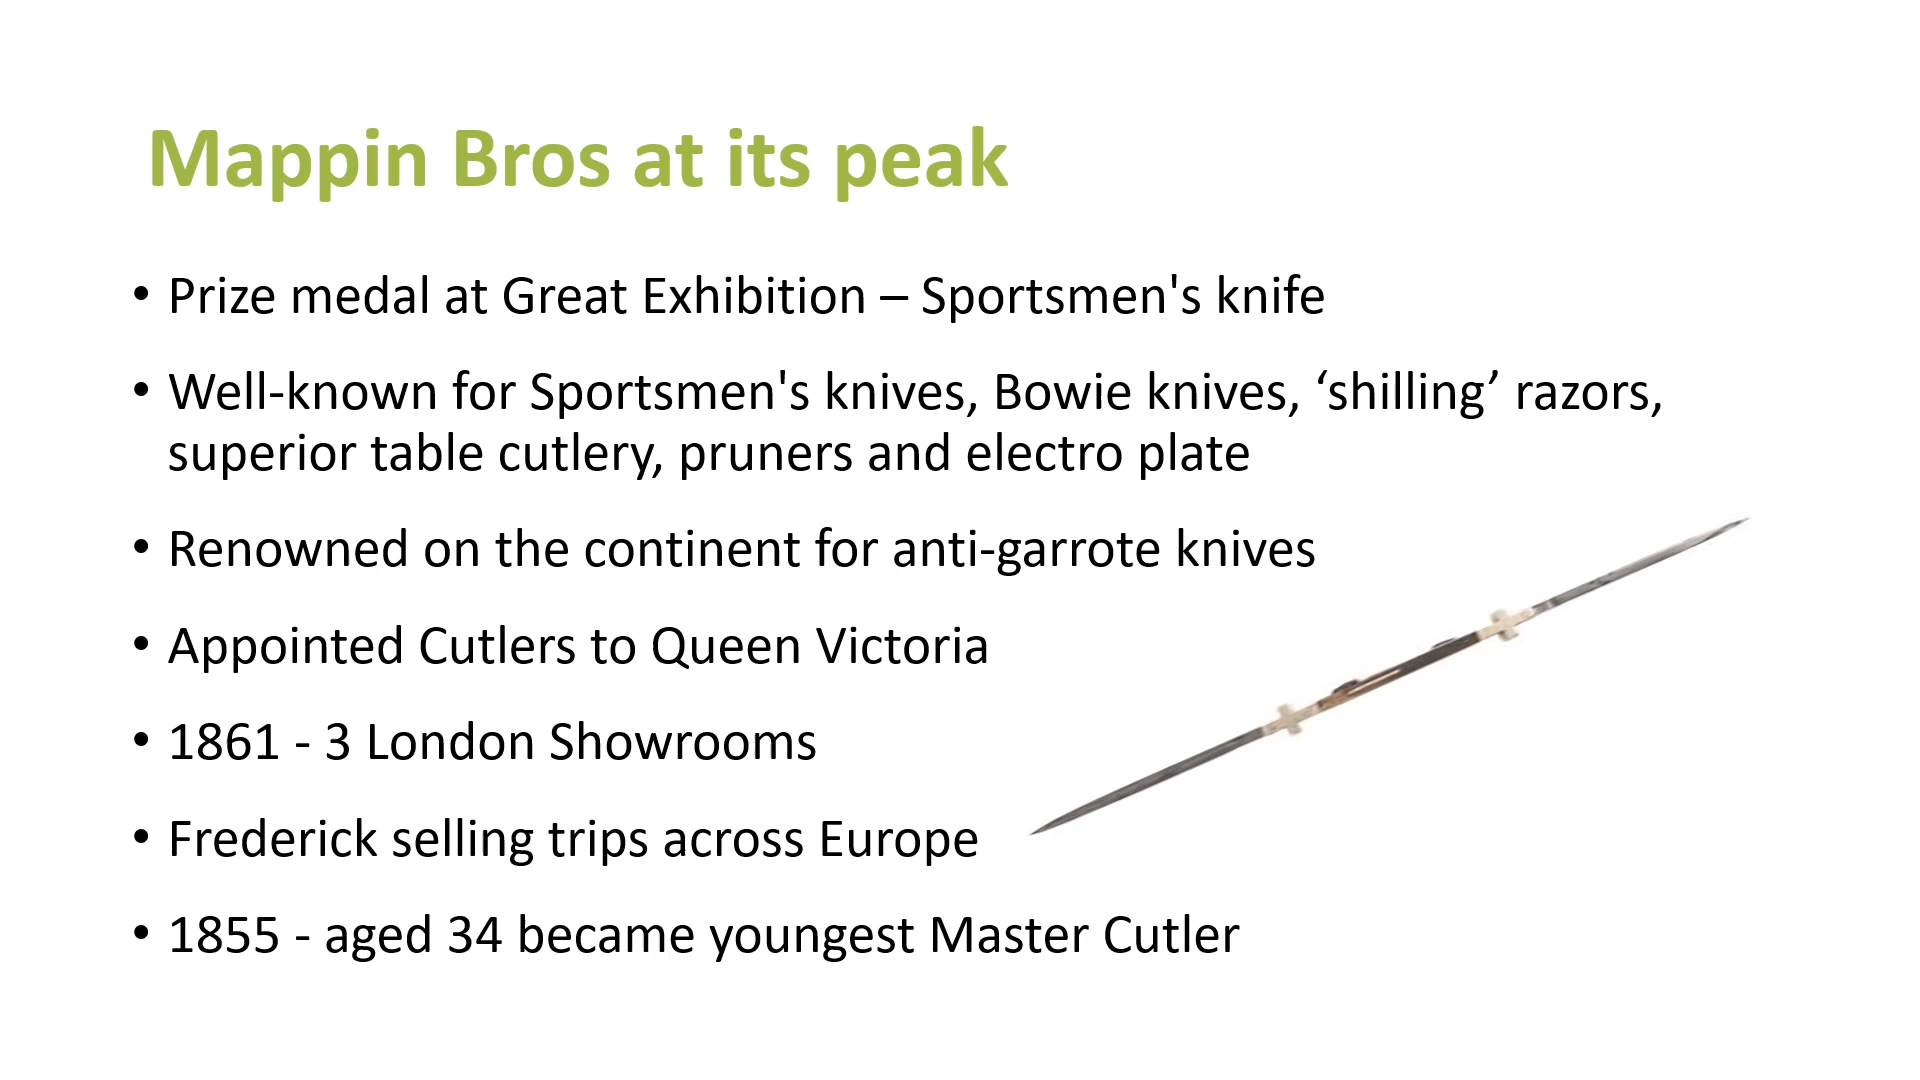 Mappin Bros at its peak
• Prize medal at Great Exhibition – Sportsmen's knife
• Well-known for Sportsmen's knives, Bowie knives, ‘shilling’ razors,
superior table cutlery, pruners and electro plate
• Renowned on the continent for anti-garrote knives
• Appointed Cutlers to Queen Victoria
• 1861 - 3 London Showrooms
• Frederick selling trips across Europe
• 1855 - aged 34 became youngest Master Cutler